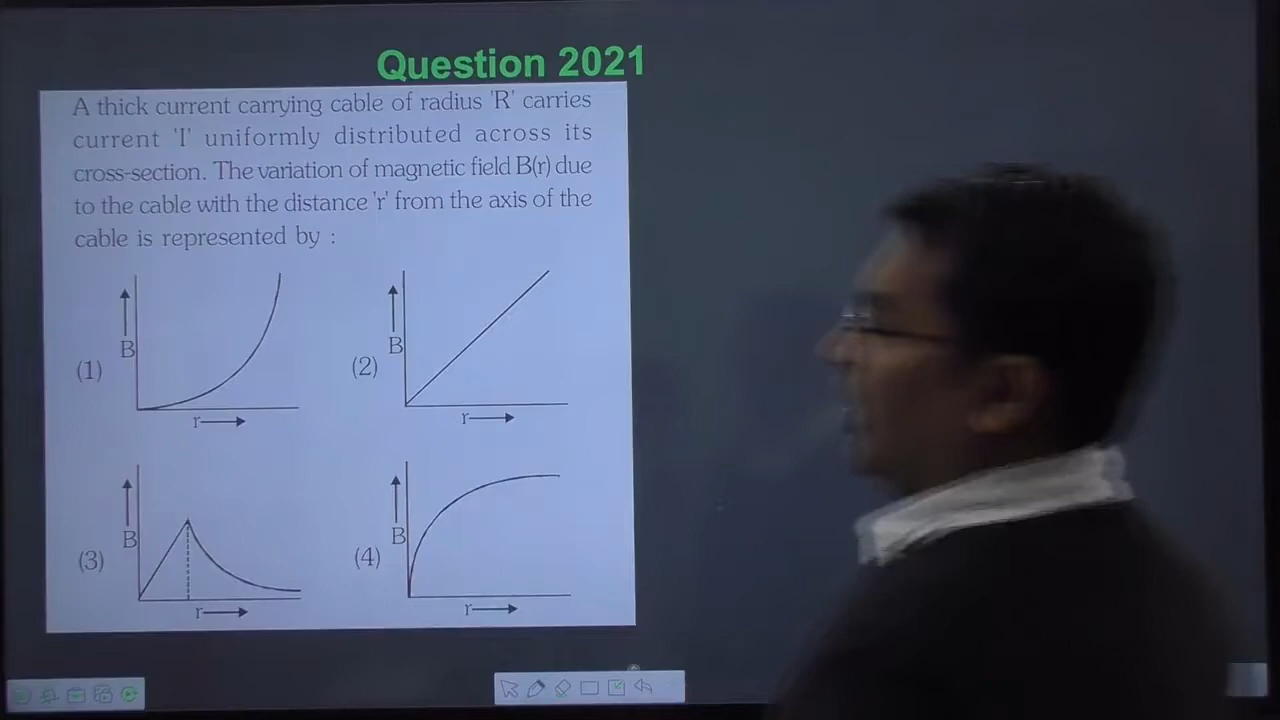 Question 2021
A thick current carrying cable of radius 'R' carries
current 'I' uniformly distributed across its
cross-section. The variation of magnetic field B(r) due
to the cable with the distance 'r' from the axis of the
cable is represented by :
(1) B r
(2) B r
(3) B r
(4) B r